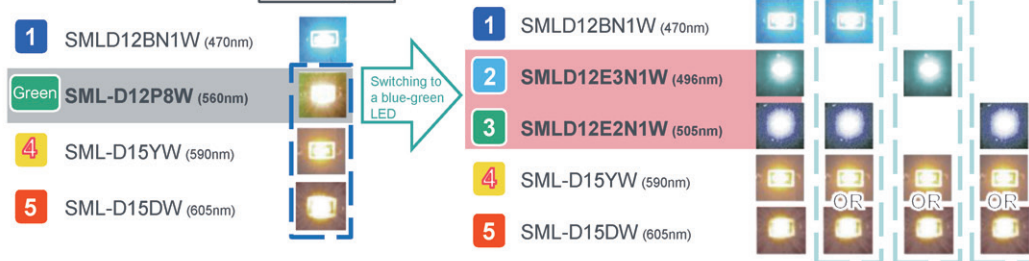 1 SMLD12BN1W (470nm)
Green SML-D12P8W (560nm)
4 SML-D15YW (590nm)
5 SML-D15DW (605nm)
Switching to
a blue-green
LED
1 SMLD12BN1W (470nm)
2 SMLD12E3N1W (496nm)
3 SMLD12E2N1W (505nm)
4 SML-D15YW (590nm)
OR OR OR
5 SML-D15DW (605nm)